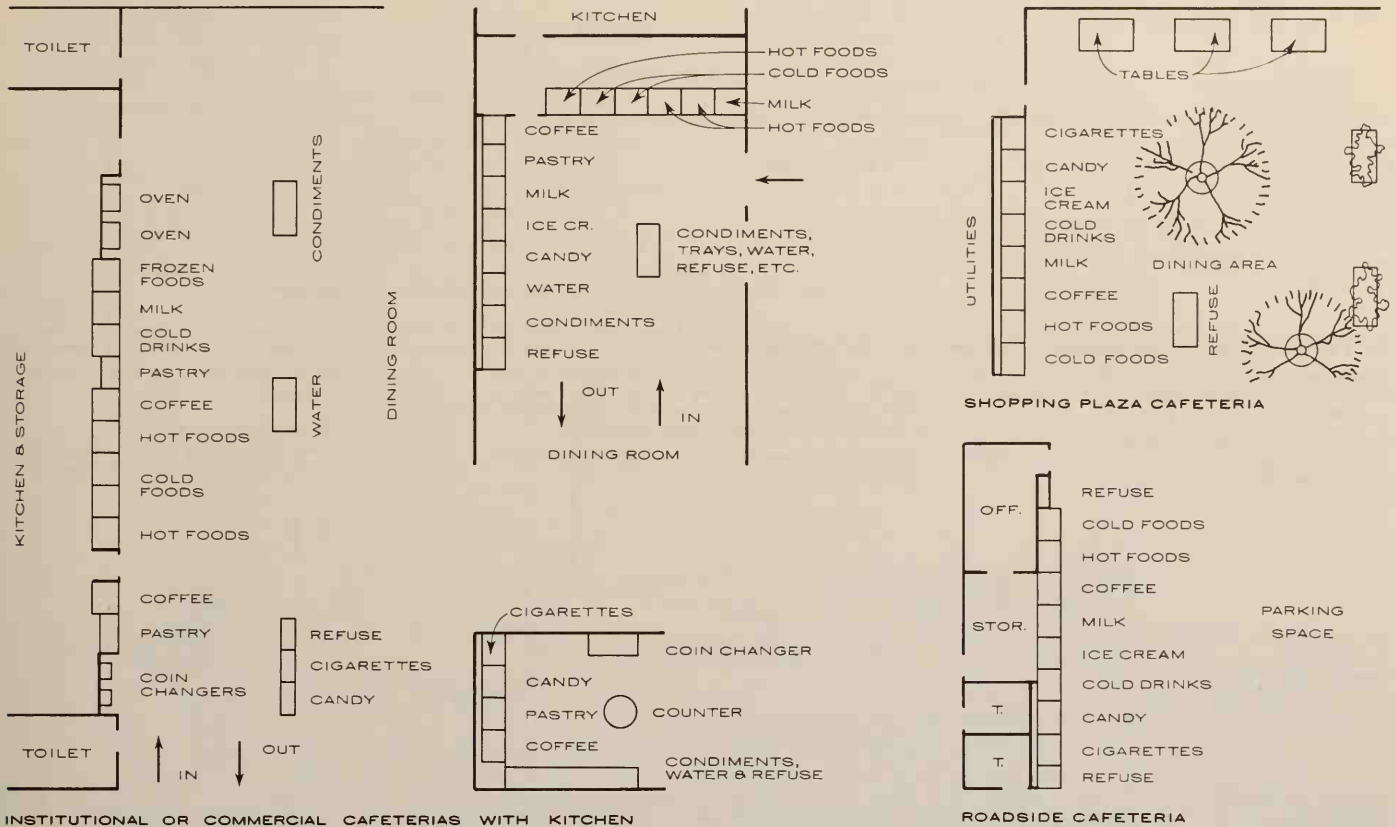 TOILET
OVEN
OVEN
FROZEN
FOODS
MILK
COLD
DRINKS
PASTRY
COFFEE
HOT FOODS
COLD
FOODS
HOT FOODS
COFFEE
PASTRY
COIN
CHANGERS
TOILET
IN
OUT
KITCHEN & STORAGE
CONDIMENTS
WATER
DINING ROOM
REFUSE
CIGARETTES
CANDY
KITCHEN
HOT FOODS
COLD FOODS
MILK
HOT FOODS
COFFEE
PASTRY
MILK
ICE CR.
CANDY
WATER
CONDIMENTS
REFUSE
CONDIMENTS,
TRAYS, WATER,
REFUSE, ETC.
OUT
IN
DINING ROOM
CIGARETTES
COIN CHANGER
CANDY
PASTRY
COUNTER
COFFEE
CONDIMENTS,
WATER & REFUSE
INSTITUTIONAL OR COMMERCIAL CAFETERIAS WITH KITCHEN
TABLES
UTILITIES
CIGARETTES
CANDY
ICE
CREAM
COLD
DRINKS
MILK
COFFEE
HOT FOODS
COLD FOODS
DINING AREA
REFUSE
SHOPPING PLAZA CAFETERIA
OFF.
STOR.
T.
T.
REFUSE
COLD FOODS
HOT FOODS
COFFEE
MILK
ICE CREAM
COLD DRINKS
CANDY
CIGARETTES
REFUSE
PARKING
SPACE
ROADSIDE CAFETERIA